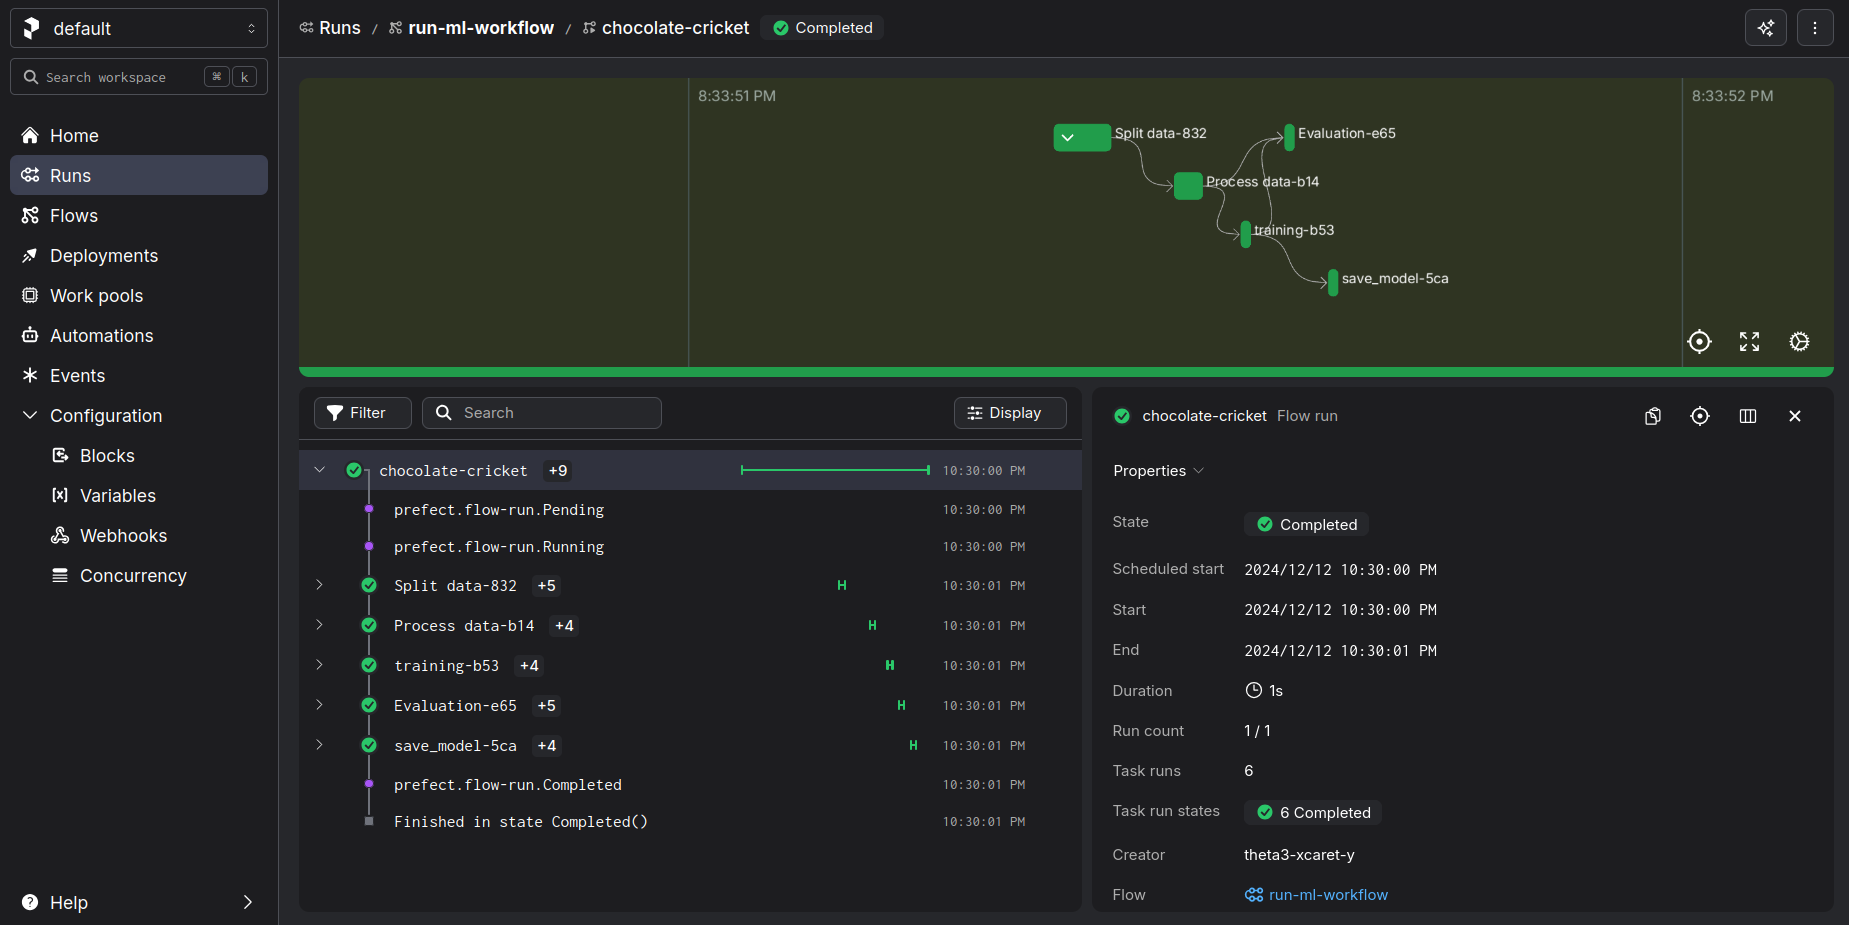 default
Runs / run-ml-workflow / chocolate-cricket Completed
Search workspace ⌘ k
Home
Runs
Flows
Deployments
Work pools
Automations
Events
Configuration
Blocks
Variables
Webhooks
Concurrency
Help
8:33:51 PM
8:33:52 PM
Split data-832
Evaluation-e65
Process data-b14
training-b53
save_model-5ca
Filter
Search
Display
chocolate-cricket +9 10:30:00 PM
prefect.flow-run.Pending 10:30:00 PM
prefect.flow-run.Running 10:30:00 PM
Split data-832 +5 10:30:01 PM
Process data-b14 +4 10:30:01 PM
training-b53 +4 10:30:01 PM
Evaluation-e65 +5 10:30:01 PM
save_model-5ca +4 10:30:01 PM
prefect.flow-run.Completed 10:30:01 PM
Finished in state Completed() 10:30:01 PM
chocolate-cricket Flow run
Properties
State Completed
Scheduled start 2024/12/12 10:30:00 PM
Start 2024/12/12 10:30:00 PM
End 2024/12/12 10:30:01 PM
Duration 1s
Run count 1 / 1
Task runs 6
Task run states 6 Completed
Creator theta3-xcaret-y
Flow run-ml-workflow